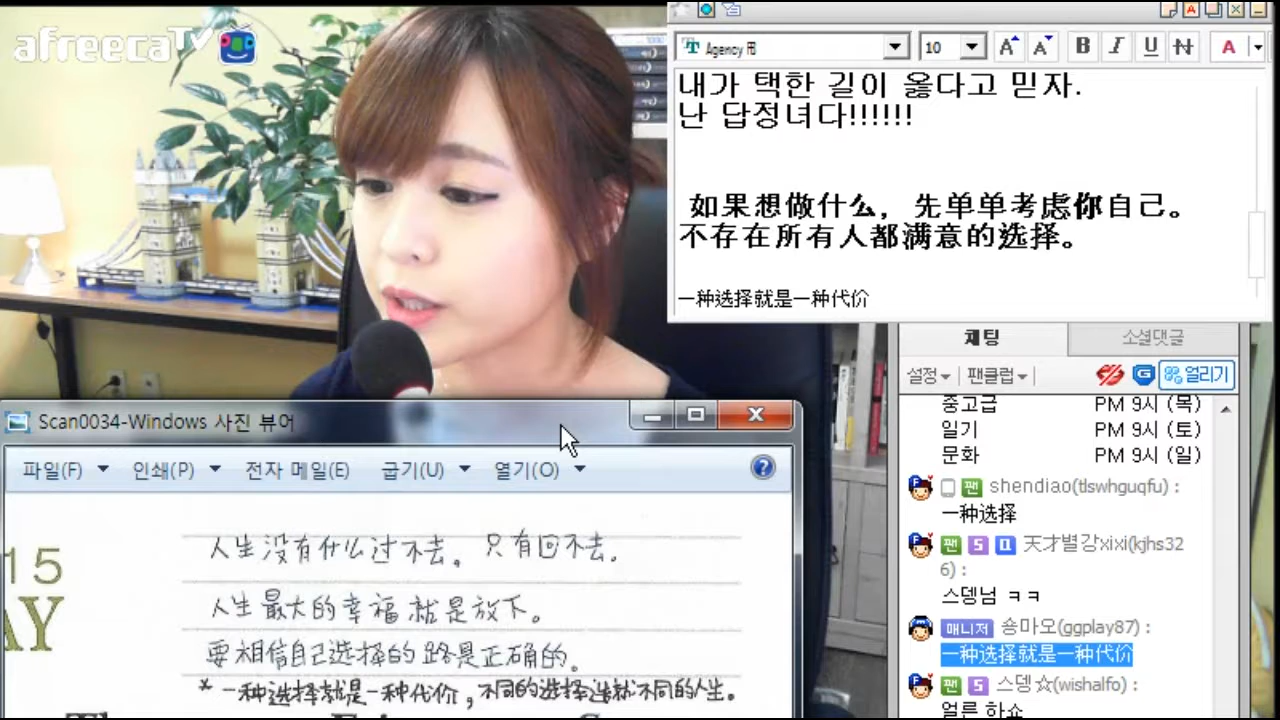 afreecaTV
Agency FB
10
내가 택한 길이 옳다고 믿자.
난 답정녀다!!!!!!
如果想做什么, 先单单考虑你自己。
不存在所有人都满意的选择。
一种选择就是一种代价
Scan0034-Windows 사진 뷰어
파일(F) 인쇄(P) 전자 메일(E) 굽기(U) 열기(O)
15
AY
人生没有什么过不去。只有回不去。
人生最大的幸福就是放下。
要相信自己选择的路是正确的。
* 一种选择就是一种代价,不同的选择造就不同的人生。
채팅 소셜댓글
설정 팬클럽 얼리기
중고급 PM 9시 (목)
일기 PM 9시 (토)
문화 PM 9시 (일)
팬 shendiao(tlswhguqfu) :
一种选择
팬 S 天才별강xixi(kjhs32
6) :
스뎅님 ㅋㅋ
매니저 숑마오(ggplay87) :
一种选择就是一种代价
팬 S 스뎅☆(wishalfo) :
얼른 하쇼